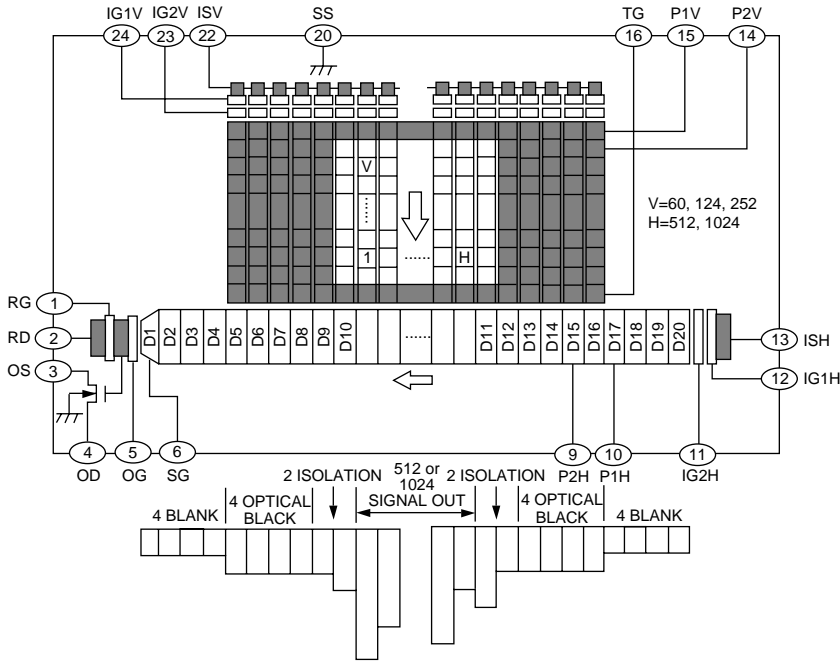 IG1V IG2V ISV SS TG P1V P2V
24 23 22 20 16 15 14
V
1 ...... H
V=60, 124, 252
H=512, 1024
RG 1
RD 2
OS 3
D1 D2 D3 D4 D5 D6 D7 D8 D9 D10 ...... D11 D12 D13 D14 D15 D16 D17 D18 D19 D20
13 ISH
12 IG1H
4 5 6 9 10 11
OD OG SG P2H P1H IG2H
4 BLANK
4 OPTICAL
BLACK
2 ISOLATION
512 or
1024
SIGNAL OUT
2 ISOLATION
4 OPTICAL
BLACK
4 BLANK